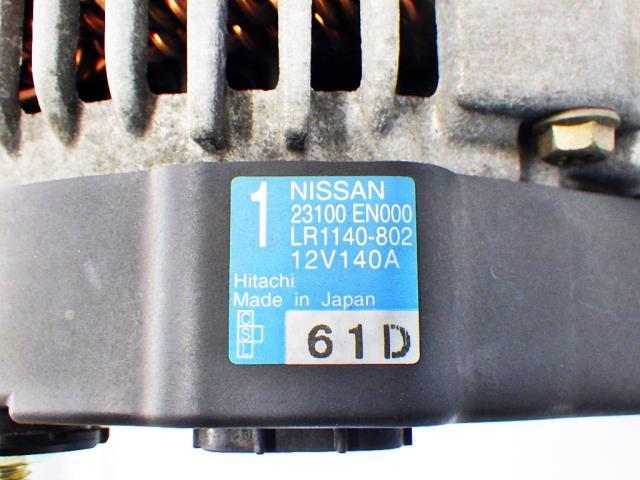 1
NISSAN
23100 EN000
LR1140-802
12V140A
Hitachi
Made in Japan
C
S
L
61D